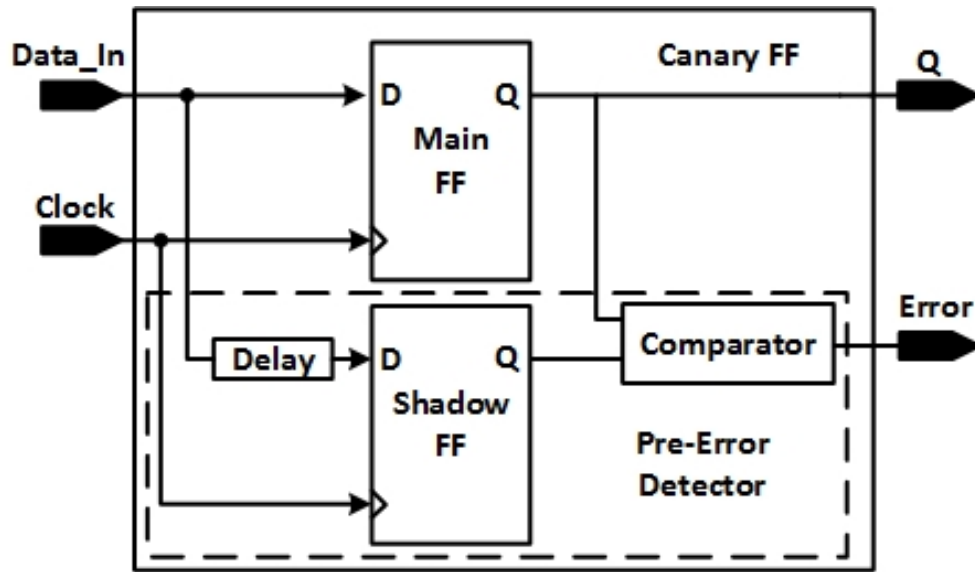 Data_In
Canary FF
Q
D
Q
Main
FF
Clock
Error
Delay
D
Q
Comparator
Shadow
FF
Pre-Error
Detector